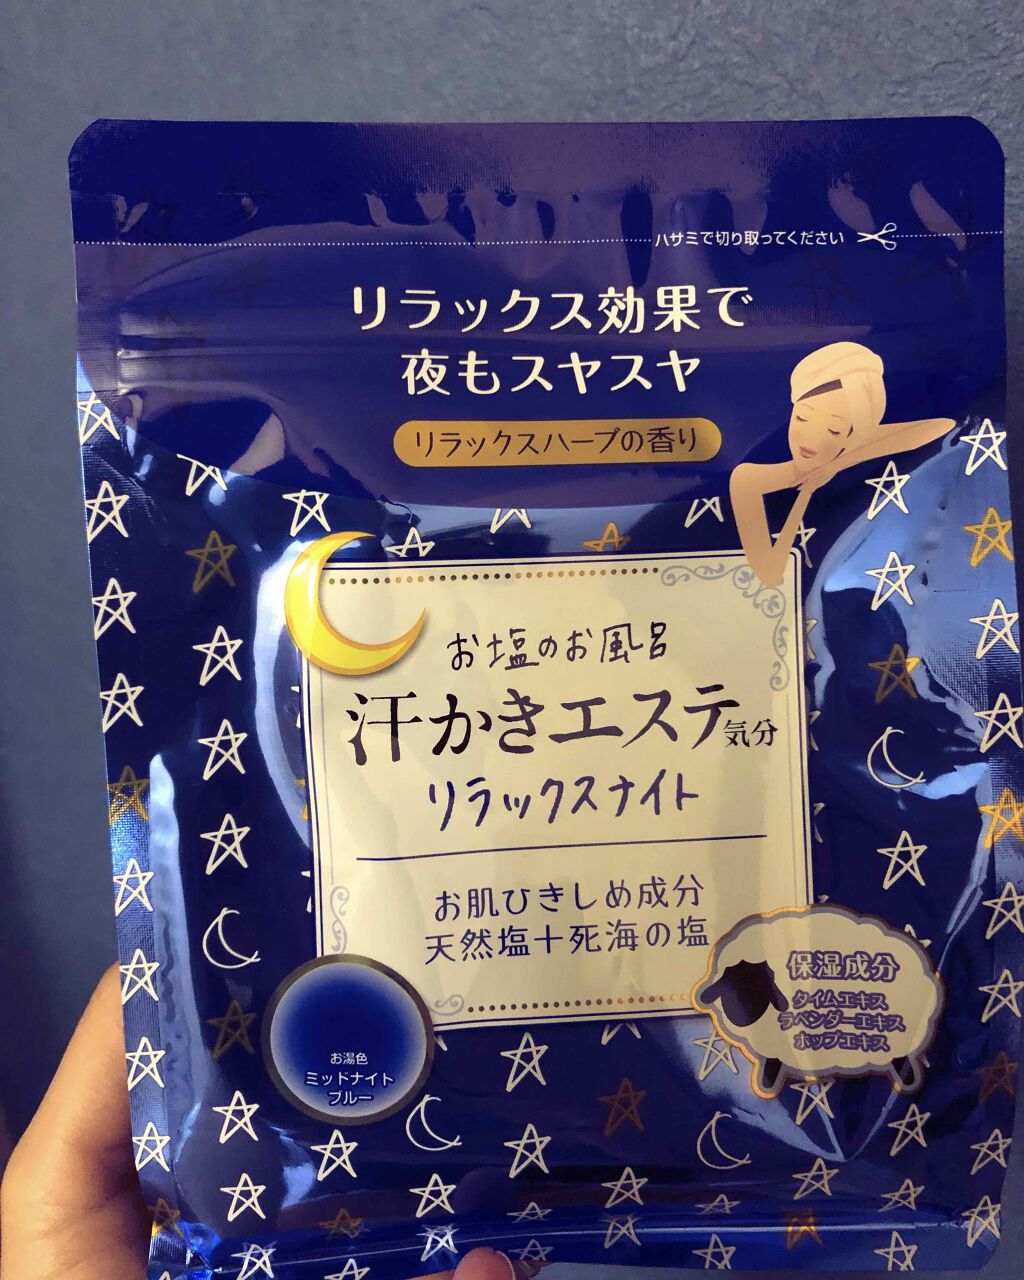 ハサミで切り取ってください
リラックス効果で
夜もスヤスヤ
リラックスハーブの香り
お塩のお風呂
汗かきエステ気分
リラックスナイト
お肌ひきしめ成分
天然塩+死海の塩
保湿成分
タイムエキス
ラベンダーエキス
ホップエキス
お湯色
ミッドナイト
ブルー